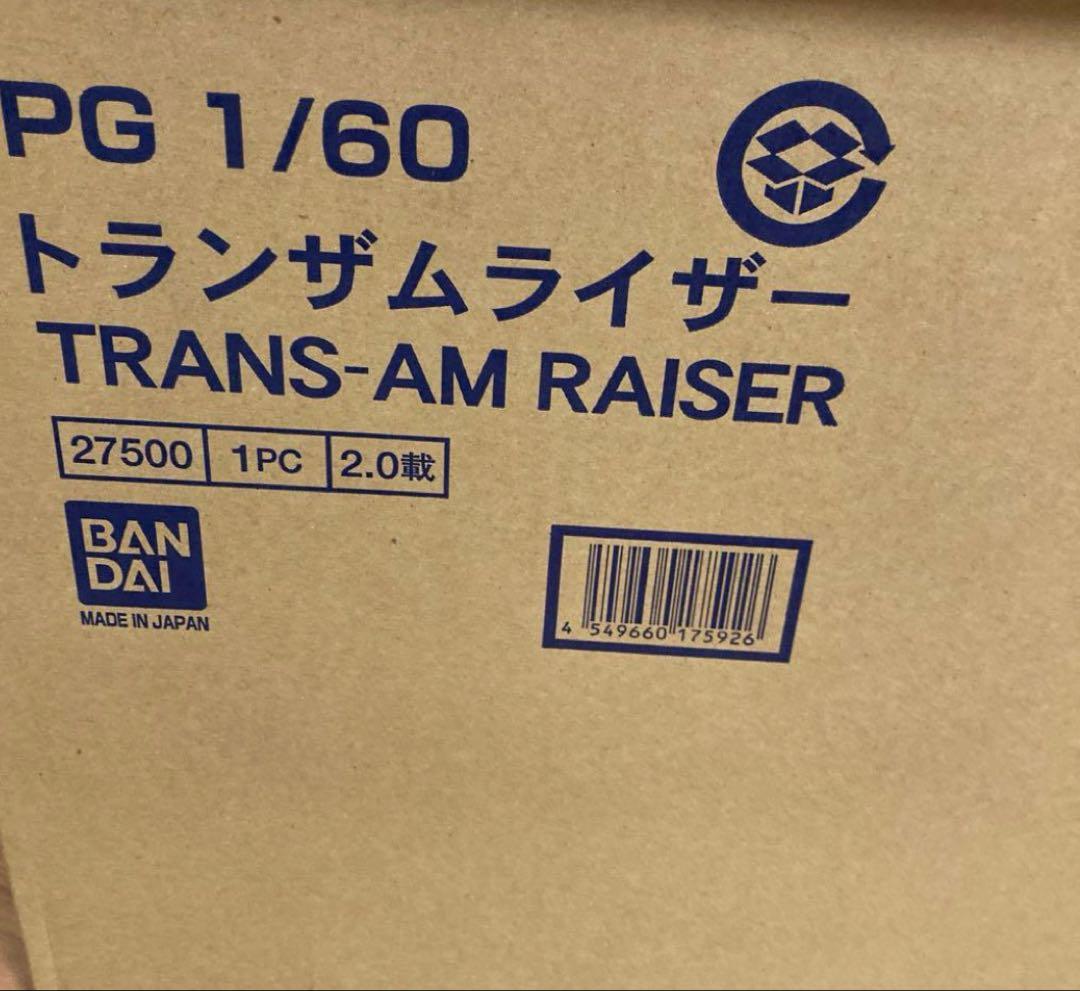 PG 1/60
トランザムライザー
TRANS-AM RAISER
27500 1PC 2.0載
BAN
DAI
MADE IN JAPAN
4 549660 175926